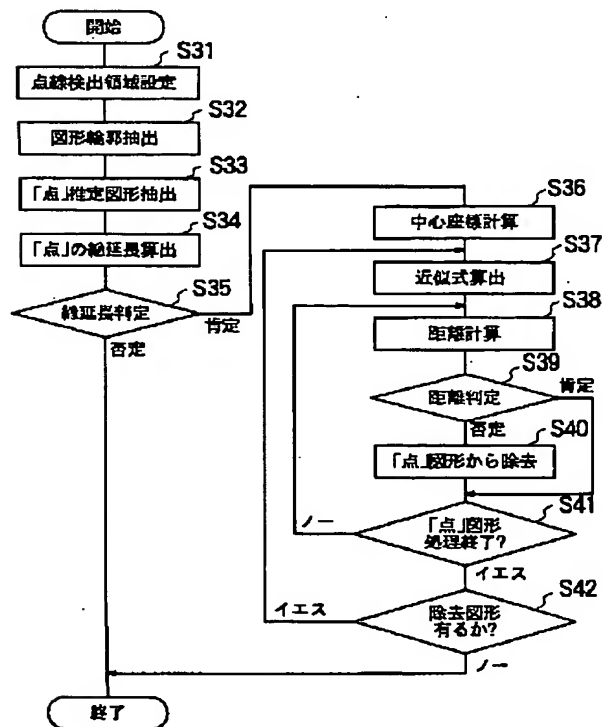 開始
S31
点線検出領域設定
S32
図形輪郭抽出
S33
「点」推定図形抽出
S34
「点」の総延長算出
S35
総延長判定
肯定
否定
S36
中心座標計算
S37
近似式算出
S38
距離計算
S39
距離判定
肯定
否定
S40
「点」図形から除去
S41
「点」図形
処理終了?
ノー
イエス
S42
除去図形
有るか?
イエス
ノー
終了